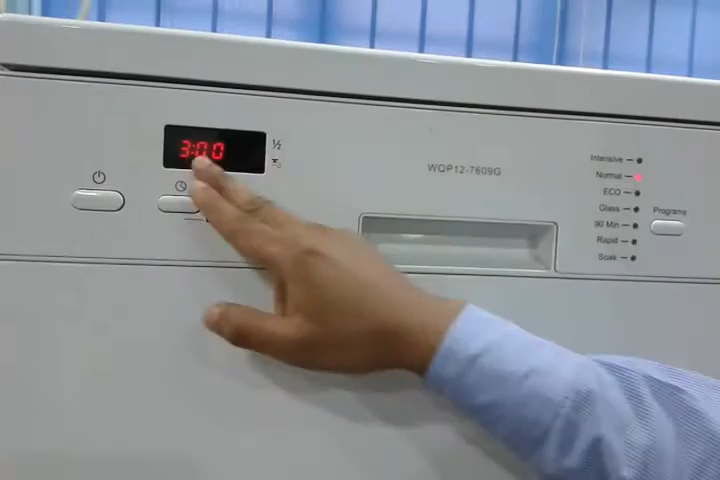 3:00
½
WQP12-7609G
Intensive
Normal
ECO
Glass
90 Min
Rapid
Soak
Programs